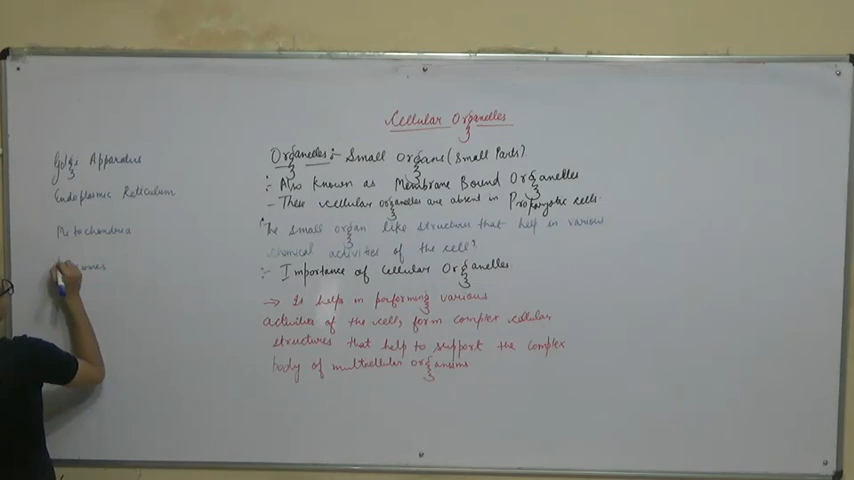 Cellular Organelles
Golgi Apparatus
Endoplasmic Reticulum
Mitochondria
Organelles :- Small Organs (Small Parts)
:- Also known as Membrane Bound Organelles
- These cellular organelles are absent in Prokaryotic cells.
The small organ like structures that help in various
chemical activities of the cell?
:- Importance of Cellular Organelles.
→ It helps in performing various
activities of the cell, form complex cellular
structures that help to support the complex
body of multicellular Organisms